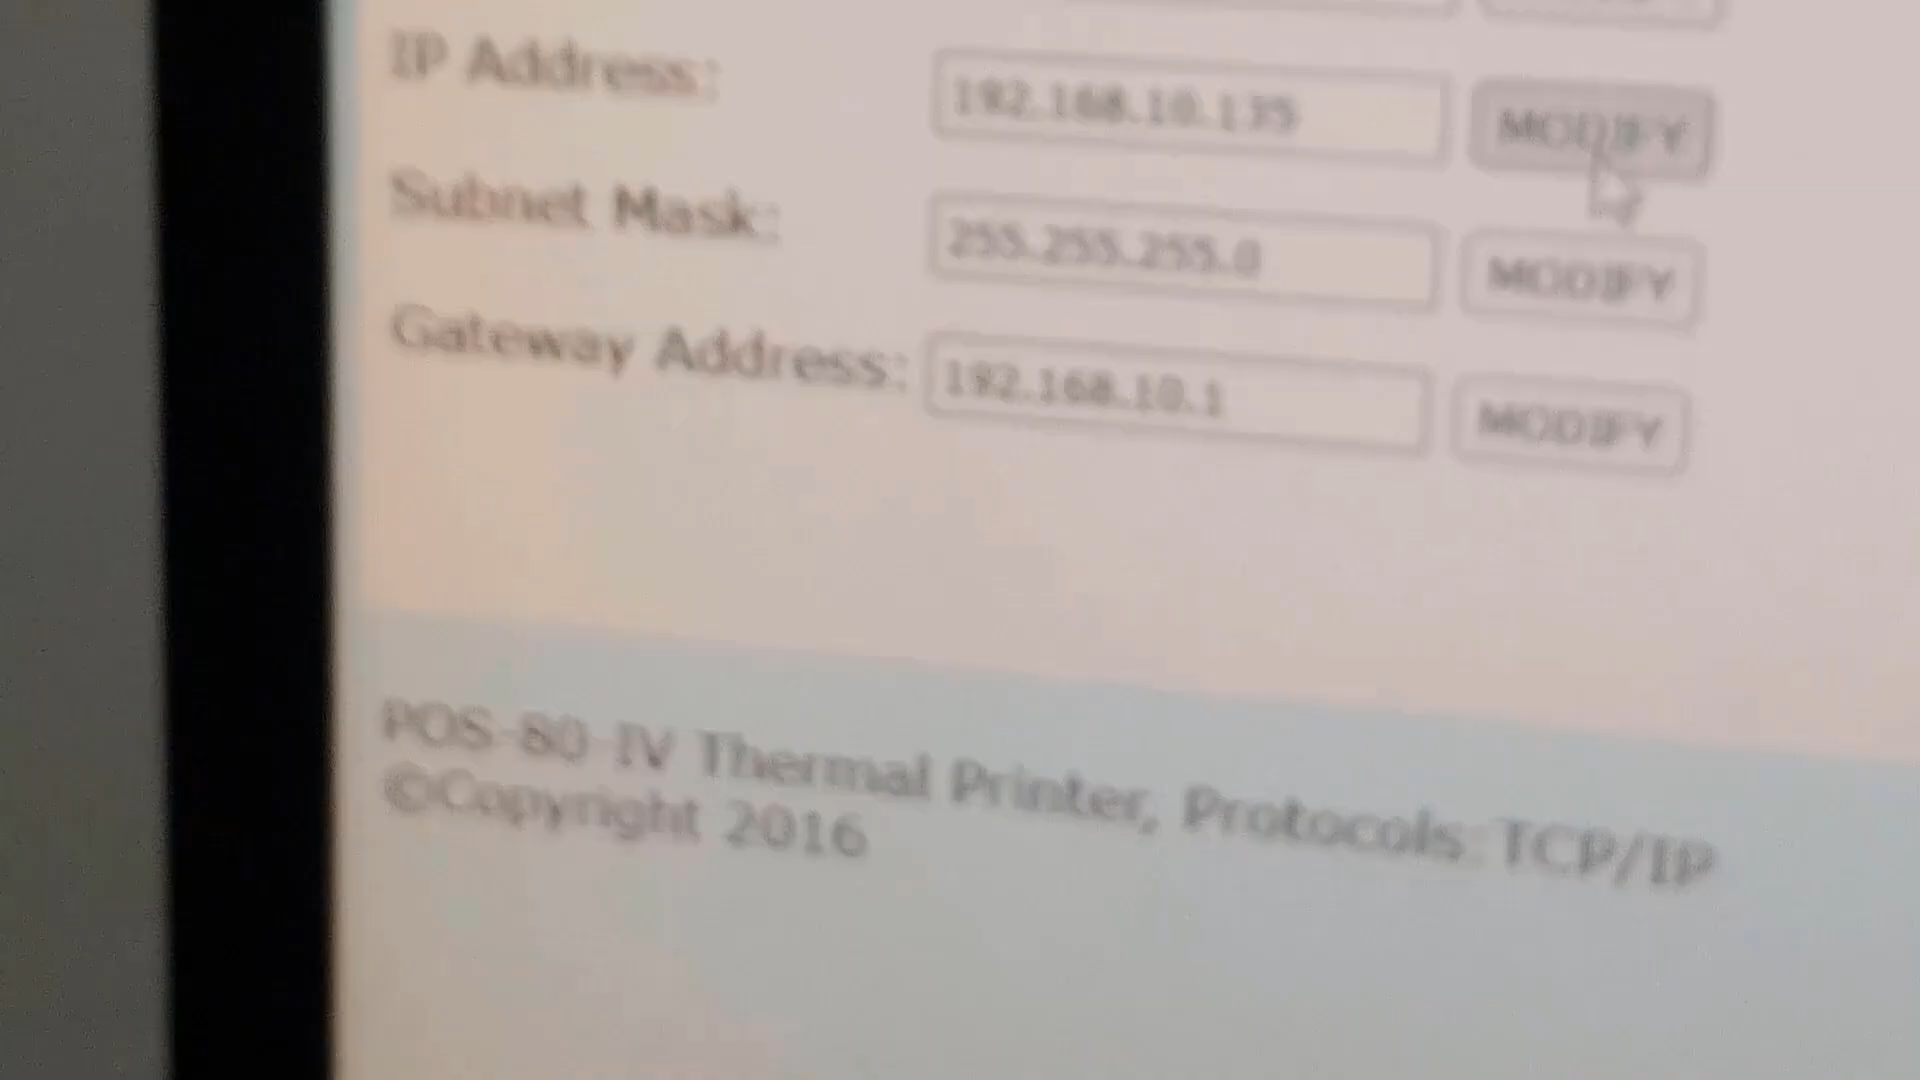 IP Address: 192.168.10.135 MODIFY
Subnet Mask: 255.255.255.0 MODIFY
Gateway Address: 192.168.10.1 MODIFY
POS-80-IV Thermal Printer, Protocols: TCP/IP
©Copyright 2016